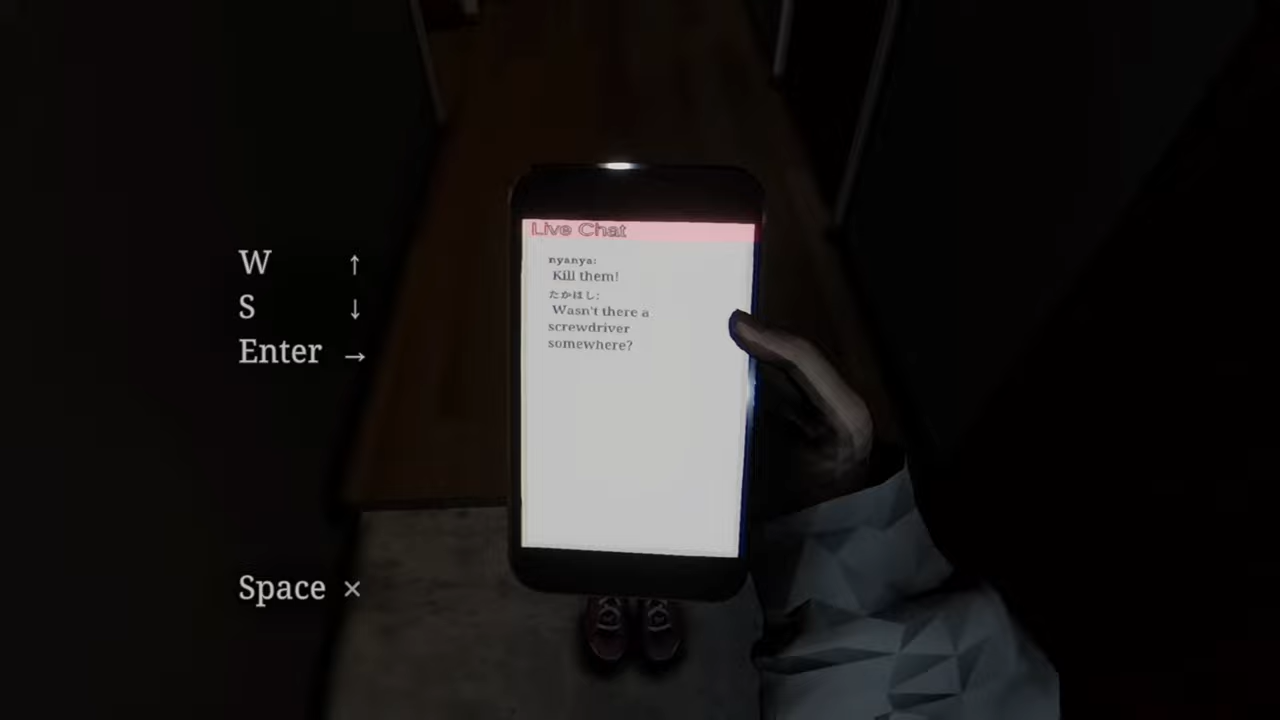 Live Chat
nyanya:
Kill them!
たかはし:
Wasn't there a
screwdriver
somewhere?
W ↑
S ↓
Enter →
Space ×